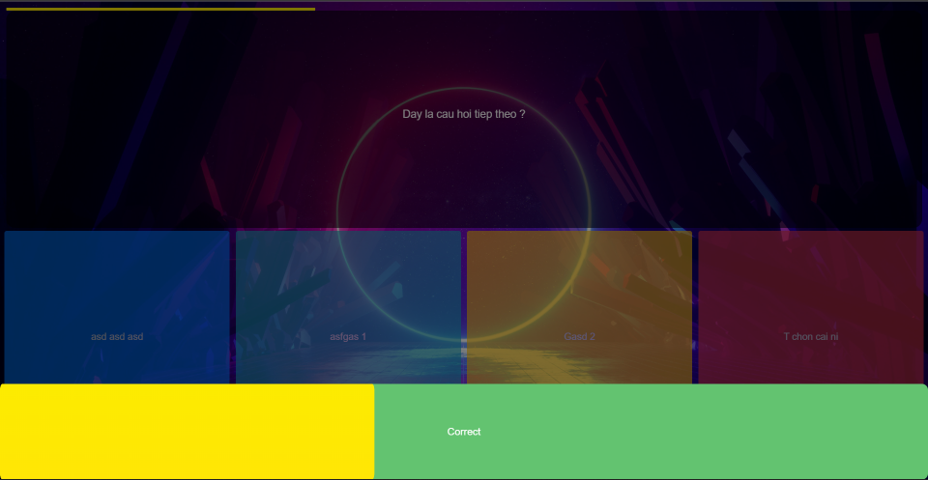 Day la cau hoi tiep theo ?
asd asd asd
asfgas 1
Gasd 2
T chon cai ni
Correct